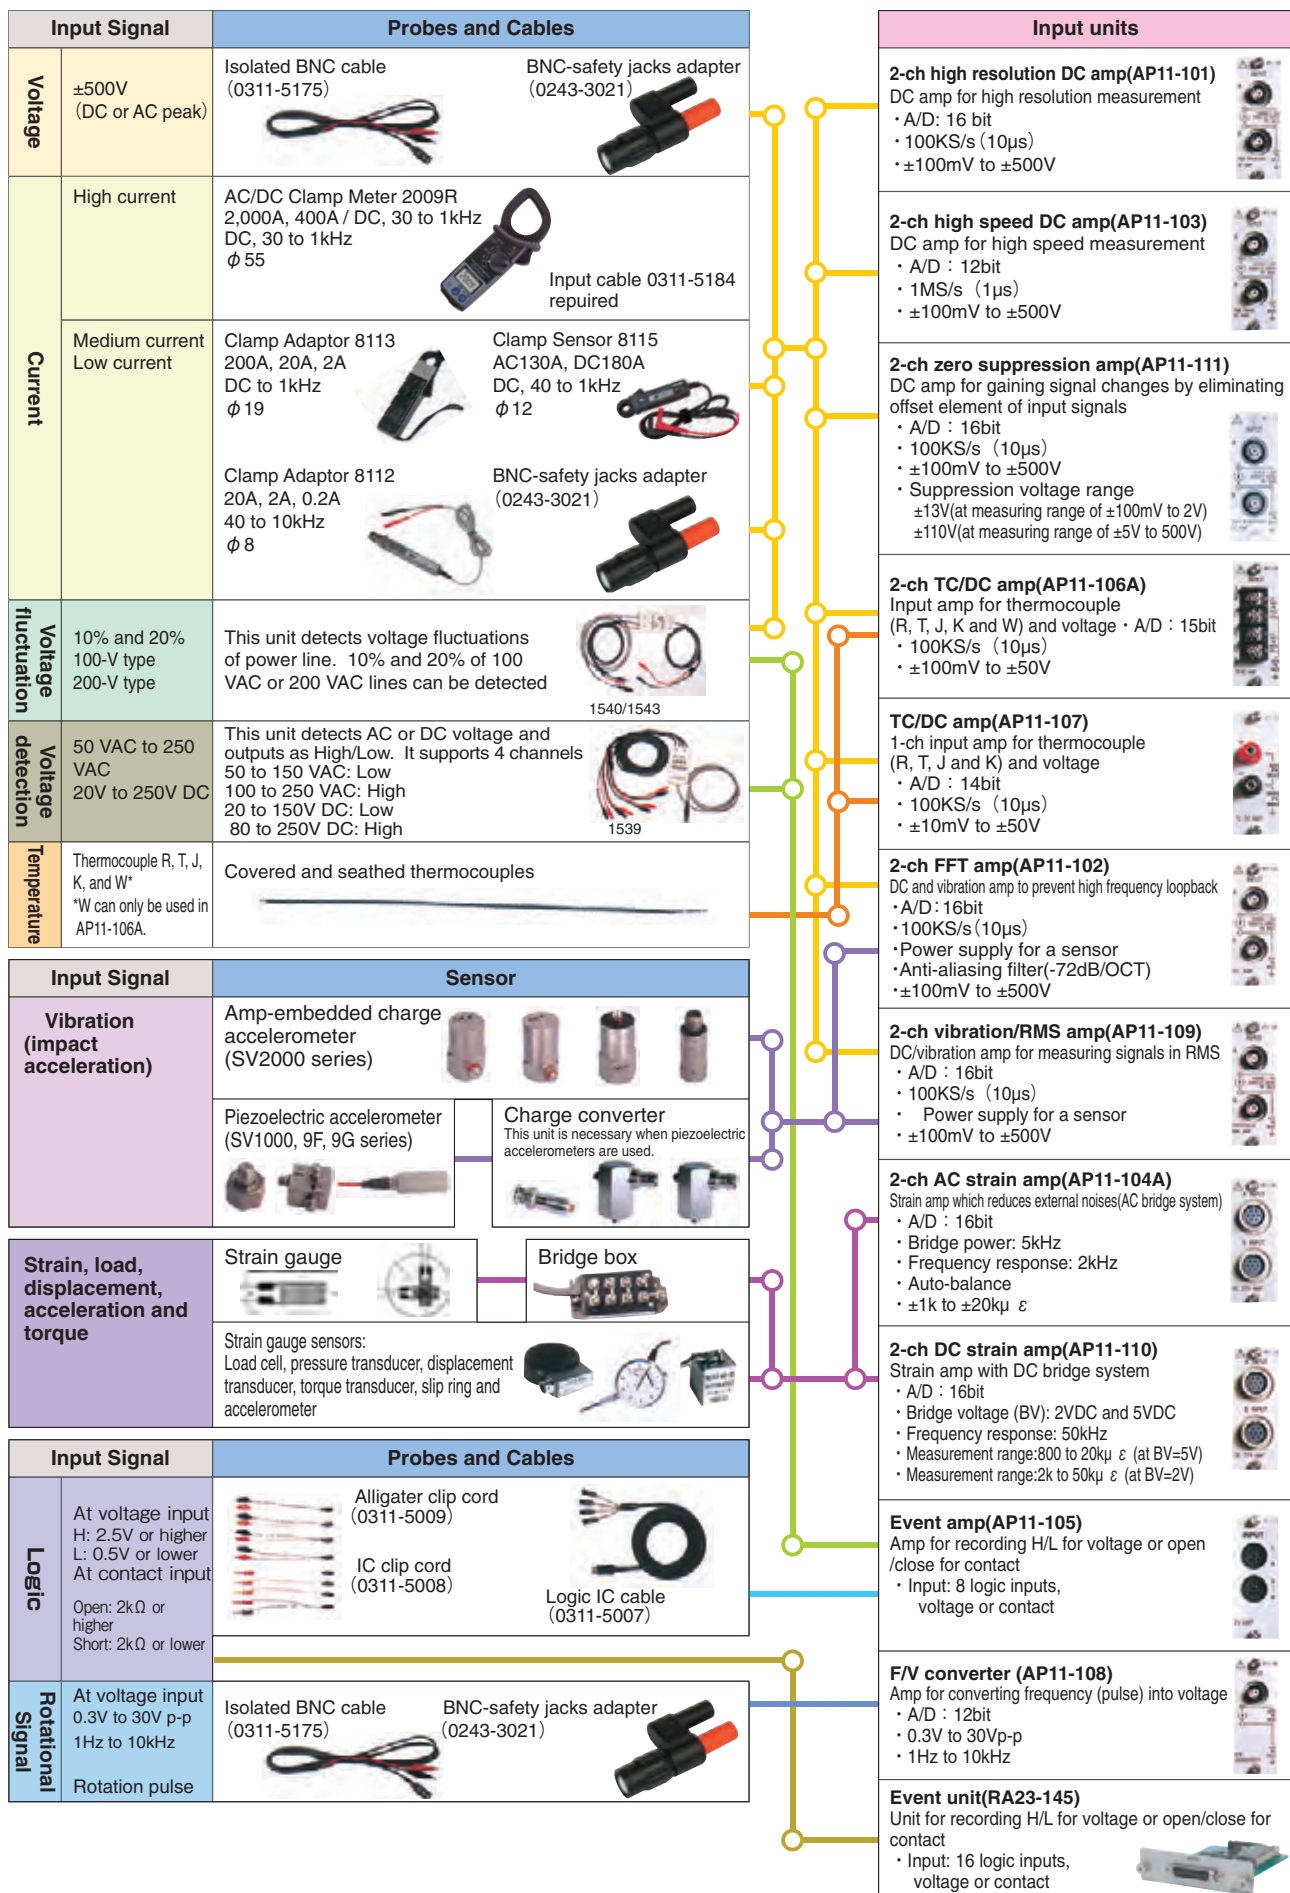 Input Signal
Probes and Cables
Voltage
±500V
(DC or AC peak)
Isolated BNC cable
(0311-5175)
BNC-safety jacks adapter
(0243-3021)
Current
High current
AC/DC Clamp Meter 2009R
2,000A, 400A / DC, 30 to 1kHz
DC, 30 to 1kHz
φ 55
Input cable 0311-5184
repuired
Medium current
Low current
Clamp Adaptor 8113
200A, 20A, 2A
DC to 1kHz
φ 19
Clamp Sensor 8115
AC130A, DC180A
DC, 40 to 1kHz
φ 12
Clamp Adaptor 8112
20A, 2A, 0.2A
40 to 10kHz
φ 8
BNC-safety jacks adapter
(0243-3021)
Voltage
fluctuation
10% and 20%
100-V type
200-V type
This unit detects voltage fluctuations
of power line. 10% and 20% of 100
VAC or 200 VAC lines can be detected
1540/1543
Voltage
detection
50 VAC to 250
VAC
20V to 250V DC
This unit detects AC or DC voltage and
outputs as High/Low. It supports 4 channels
50 to 150 VAC: Low
100 to 250 VAC: High
20 to 150V DC: Low
80 to 250V DC: High
1539
Temperature
Thermocouple R, T, J,
K, and W*
*W can only be used in
AP11-106A.
Covered and seathed thermocouples
Input Signal
Sensor
Vibration
(impact
acceleration)
Amp-embedded charge
accelerometer
(SV2000 series)
Piezoelectric accelerometer
(SV1000, 9F, 9G series)
Charge converter
This unit is necessary when piezoelectric
accelerometers are used.
Strain, load,
displacement,
acceleration and
torque
Strain gauge
Bridge box
Strain gauge sensors:
Load cell, pressure transducer, displacement
transducer, torque transducer, slip ring and
accelerometer
Input Signal
Probes and Cables
Logic
At voltage input
H: 2.5V or higher
L: 0.5V or lower
At contact input
Open: 2kΩ or
higher
Short: 2kΩ or lower
Alligater clip cord
(0311-5009)
IC clip cord
(0311-5008)
Logic IC cable
(0311-5007)
Rotational
Signal
At voltage input
0.3V to 30V p-p
1Hz to 10kHz
Rotation pulse
Isolated BNC cable
(0311-5175)
BNC-safety jacks adapter
(0243-3021)
Input units
2-ch high resolution DC amp(AP11-101)
DC amp for high resolution measurement
・A/D: 16 bit
・100KS/s (10µs)
・±100mV to ±500V
2-ch high speed DC amp(AP11-103)
DC amp for high speed measurement
・A/D：12bit
・1MS/s (1µs)
・±100mV to ±500V
2-ch zero suppression amp(AP11-111)
DC amp for gaining signal changes by eliminating
offset element of input signals
・A/D：16bit
・100KS/s (10µs)
・±100mV to ±500V
・Suppression voltage range
±13V(at measuring range of ±100mV to 2V)
±110V(at measuring range of ±5V to 500V)
2-ch TC/DC amp(AP11-106A)
Input amp for thermocouple
(R, T, J, K and W) and voltage・A/D：15bit
・100KS/s (10µs)
・±100mV to ±50V
TC/DC amp(AP11-107)
1-ch input amp for thermocouple
(R, T, J and K) and voltage
・A/D：14bit
・100KS/s (10µs)
・±10mV to ±50V
2-ch FFT amp(AP11-102)
DC and vibration amp to prevent high frequency loopback
・A/D：16bit
・100KS/s(10µs)
・Power supply for a sensor
・Anti-aliasing filter(-72dB/OCT)
・±100mV to ±500V
2-ch vibration/RMS amp(AP11-109)
DC/vibration amp for measuring signals in RMS
・A/D：16bit
・100KS/s (10µs)
・ Power supply for a sensor
・±100mV to ±500V
2-ch AC strain amp(AP11-104A)
Strain amp which reduces external noises(AC bridge system)
・A/D：16bit
・Bridge power: 5kHz
・Frequency response: 2kHz
・Auto-balance
・±1k to ±20kµ ε
2-ch DC strain amp(AP11-110)
Strain amp with DC bridge system
・A/D：16bit
・Bridge voltage (BV): 2VDC and 5VDC
・Frequency response: 50kHz
・Measurement range:800 to 20kµ ε (at BV=5V)
・Measurement range:2k to 50kµ ε (at BV=2V)
Event amp(AP11-105)
Amp for recording H/L for voltage or open
/close for contact
・Input: 8 logic inputs,
voltage or contact
F/V converter (AP11-108)
Amp for converting frequency (pulse) into voltage
・A/D：12bit
・0.3V to 30Vp-p
・1Hz to 10kHz
Event unit(RA23-145)
Unit for recording H/L for voltage or open/close for
contact
・Input: 16 logic inputs,
voltage or contact